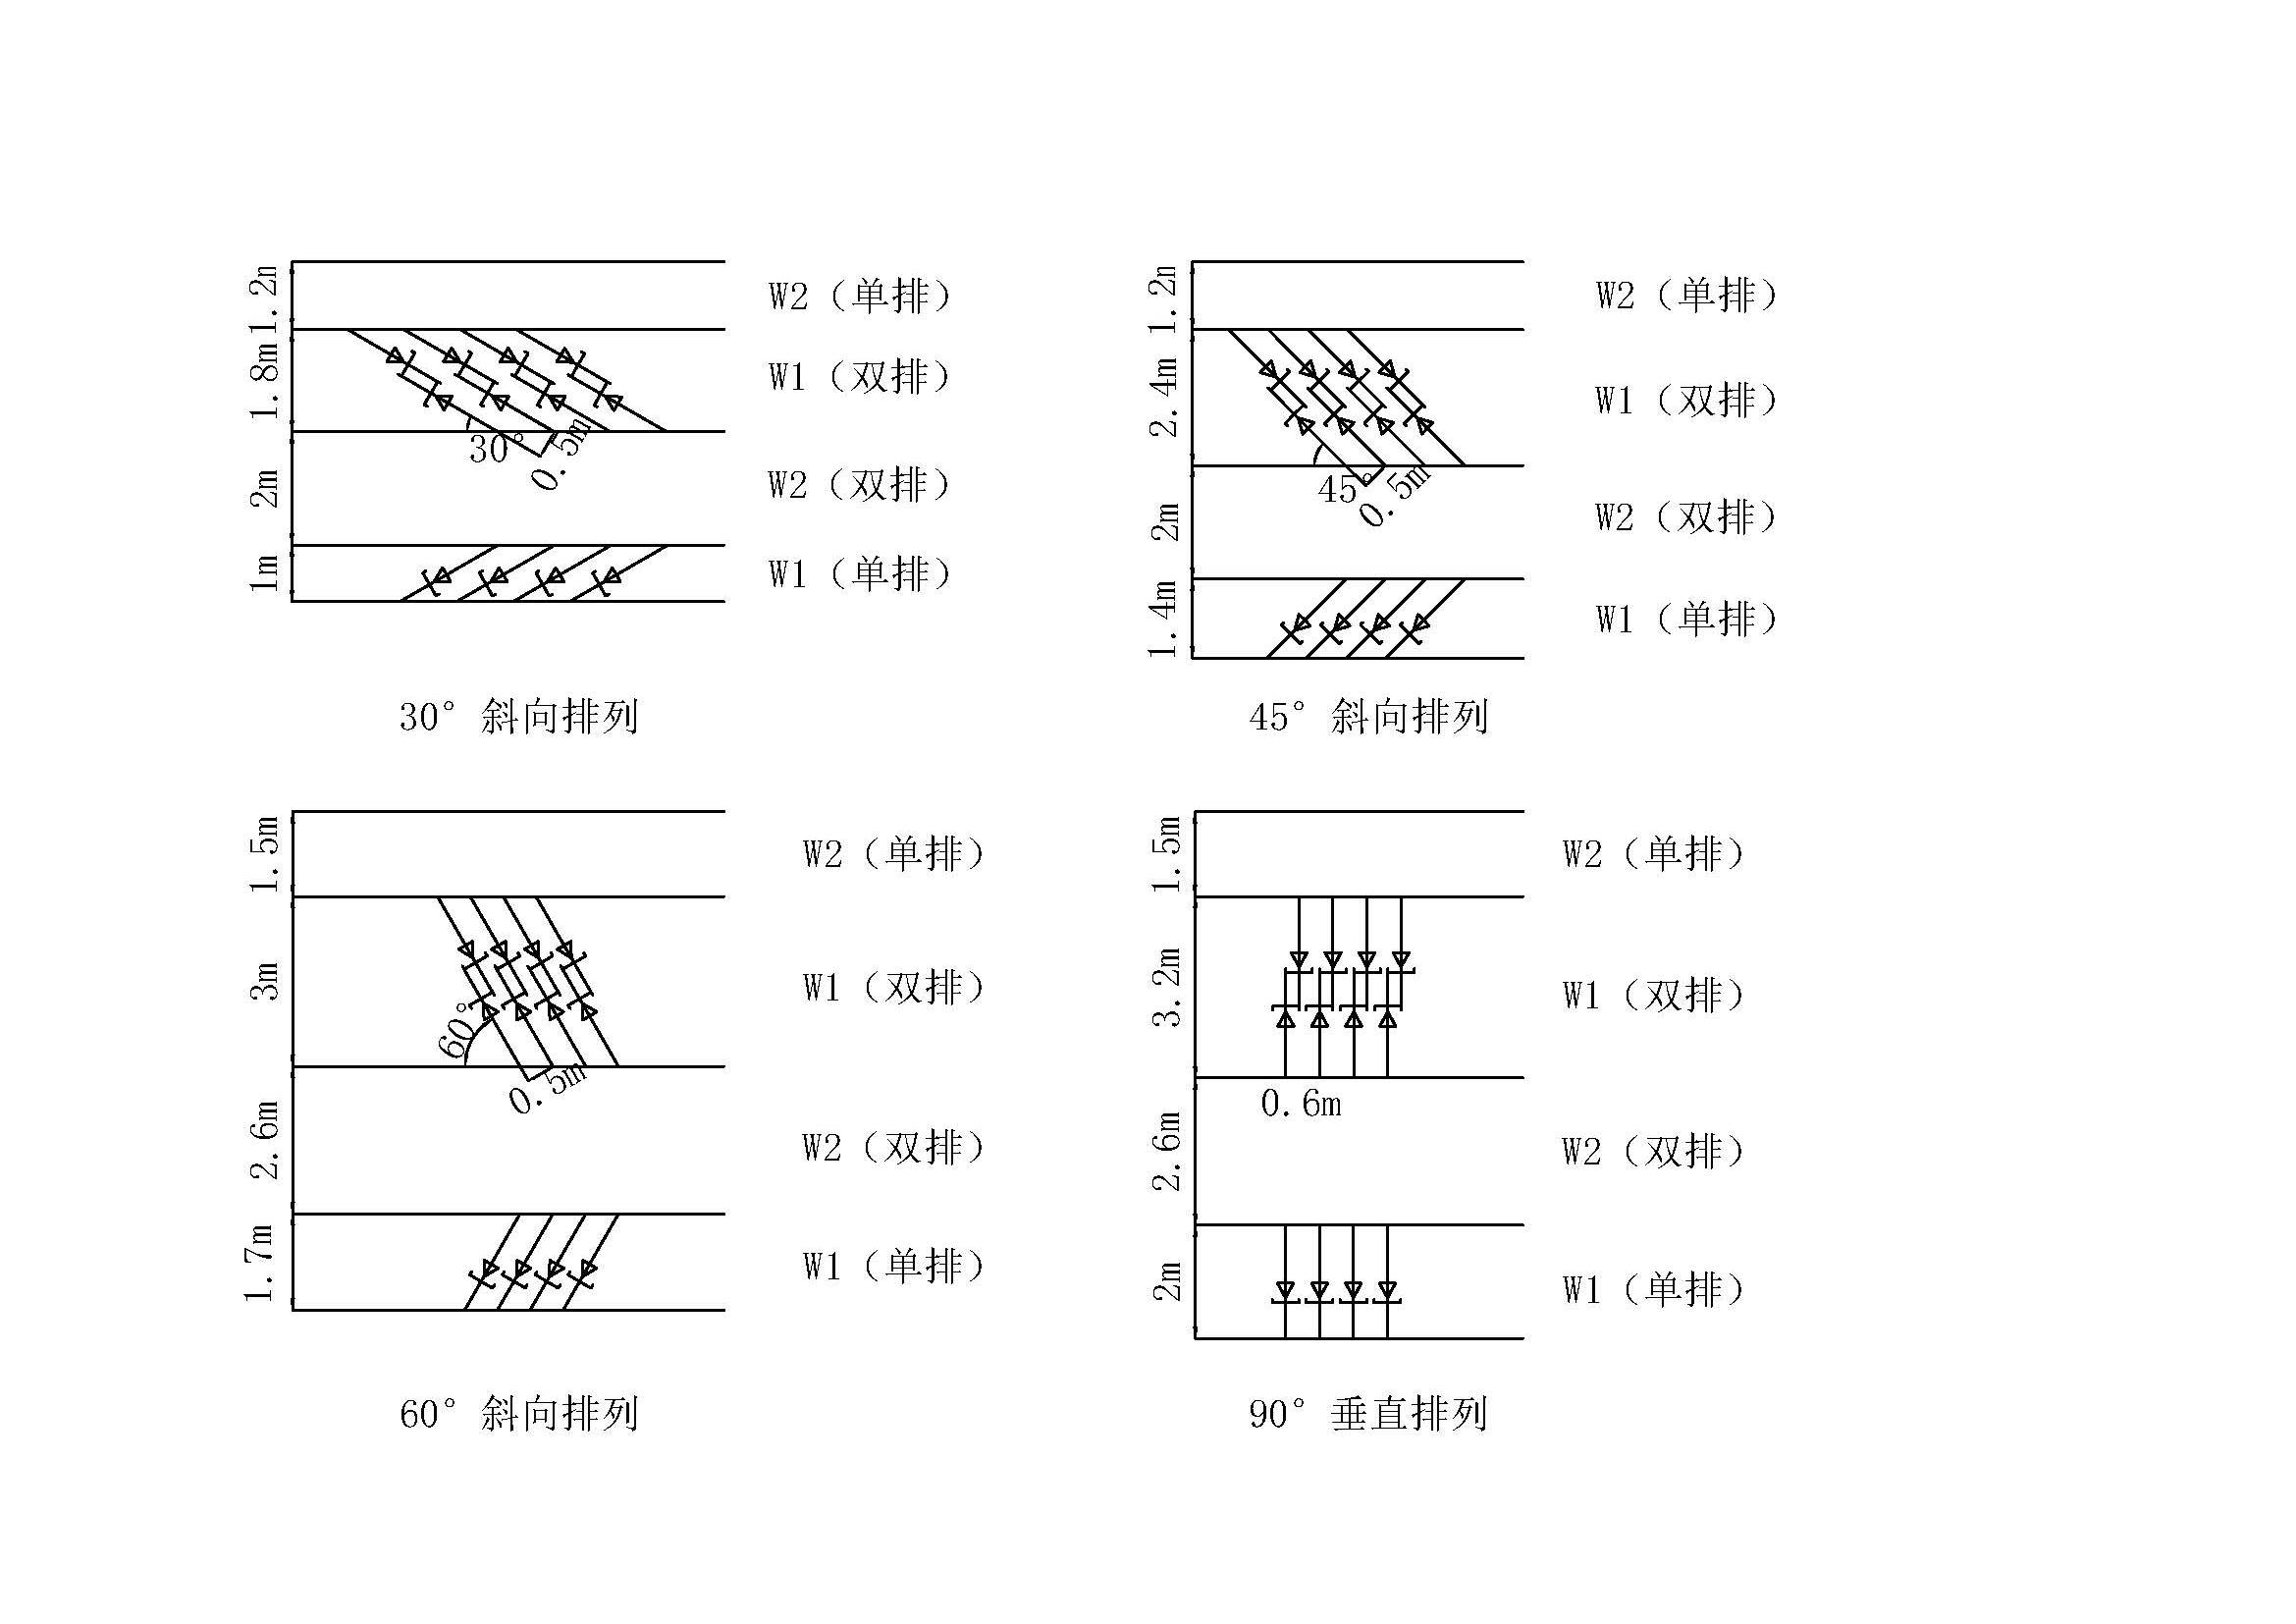 1.2n
W2（单排）
1.8m
W1（双排）
30°
0.5m
2m
W2（双排）
1m
W1（单排）
30° 斜向排列
1.2n
W2（单排）
2.4m
W1（双排）
45°
0.5m
2m
W2（双排）
1.4m
W1（单排）
45° 斜向排列
1.5m
W2（单排）
3m
W1（双排）
60°
0.5m
2.6m
W2（双排）
1.7m
W1（单排）
60° 斜向排列
1.5m
W2（单排）
3.2m
W1（双排）
0.6m
2.6m
W2（双排）
2m
W1（单排）
90° 垂直排列